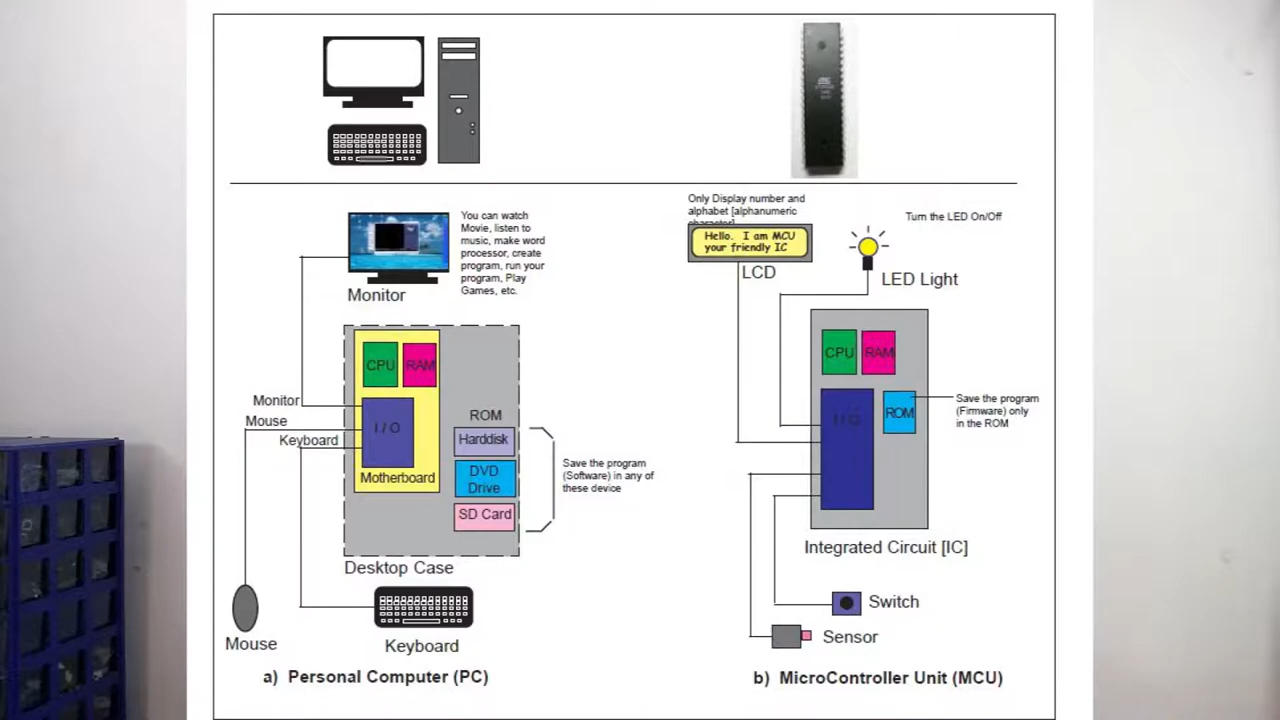 You can watch
Movie, listen to
music, make word
processor, create
program, run your
program, Play
Games, etc.
Monitor
CPU
RAM
Monitor
Mouse
Keyboard
I / O
Motherboard
ROM
Harddisk
DVD
Drive
SD Card
Save the program
(Software) in any of
these device
Desktop Case
Mouse
Keyboard
a) Personal Computer (PC)
Only Display number and
alphabet [alphanumeric
character]
Hello. I am MCU
your friendly IC
LCD
Turn the LED On/Off
LED Light
CPU
RAM
I / O
ROM
Save the program
(Firmware) only
in the ROM
Integrated Circuit [IC]
Switch
Sensor
b) MicroController Unit (MCU)